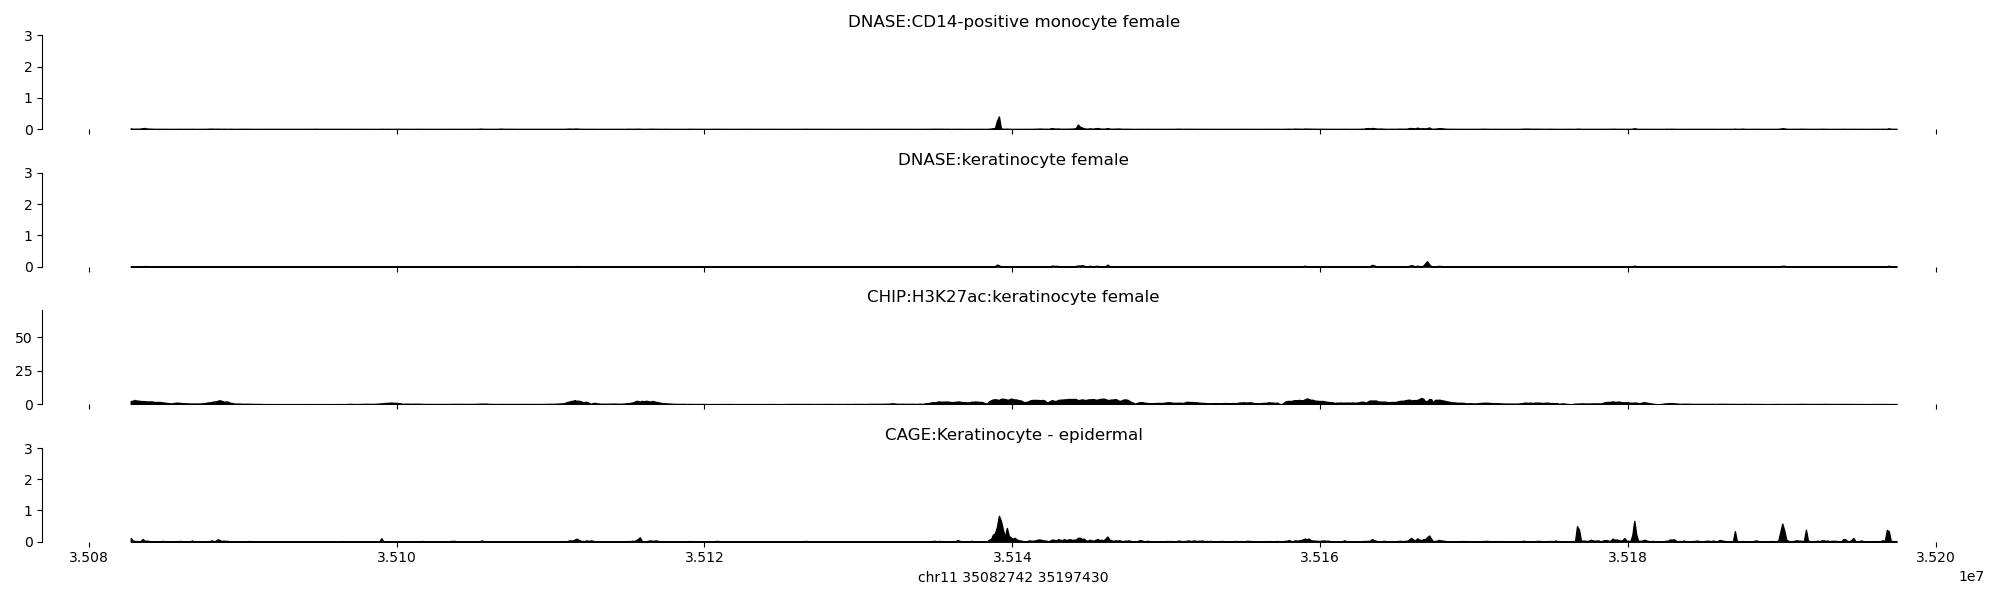 DNASE:CD14-positive monocyte female
3
2
1
0
DNASE:keratinocyte female
3
2
1
0
CHIP:H3K27ac:keratinocyte female
50
25
0
CAGE:Keratinocyte - epidermal
3
2
1
0
3.508 3.510 3.512 3.514 3.516 3.518 3.520
chr11 35082742 35197430
1e7